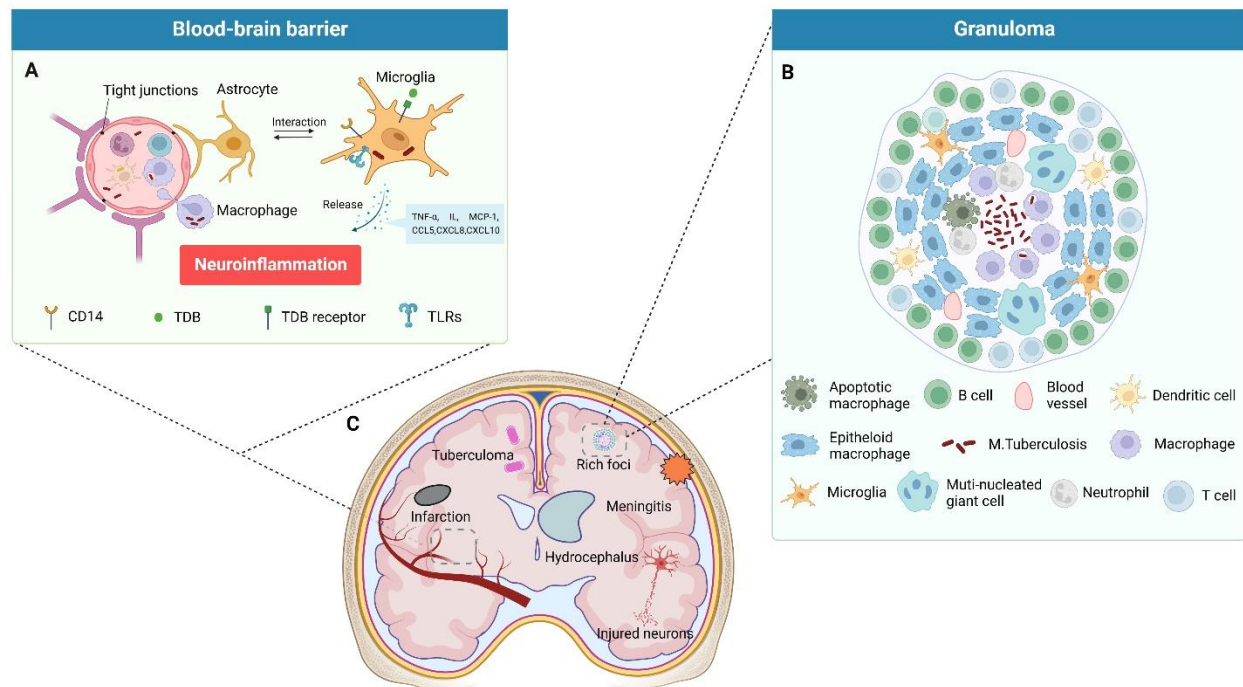 Blood-brain barrier
A
Tight junctions
Astrocyte
Microglia
Interaction
Macrophage
Release
TNF-α, IL, MCP-1,
CCL5,CXCL8,CXCL10
Neuroinflammation
CD14
TDB
TDB receptor
TLRs
Granuloma
B
Apoptotic
macrophage
B cell
Blood
vessel
Dendritic cell
Epitheloid
macrophage
M.Tuberculosis
Macrophage
Microglia
Muti-nucleated
giant cell
Neutrophil
T cell
C
Tuberculoma
Rich foci
Infarction
Meningitis
Hydrocephalus
Injured neurons